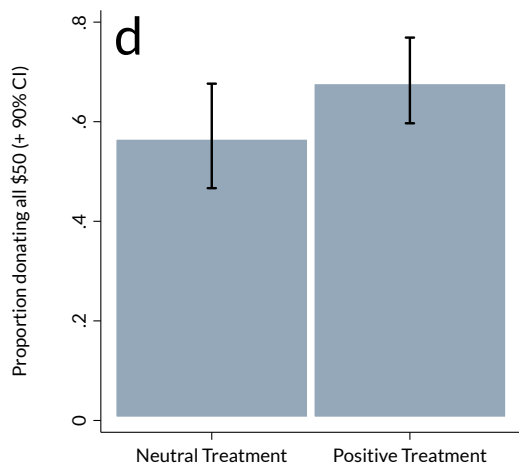 d
Proportion donating all $50 (+ 90% CI)
.8
.6
.4
.2
0
Neutral Treatment
Positive Treatment